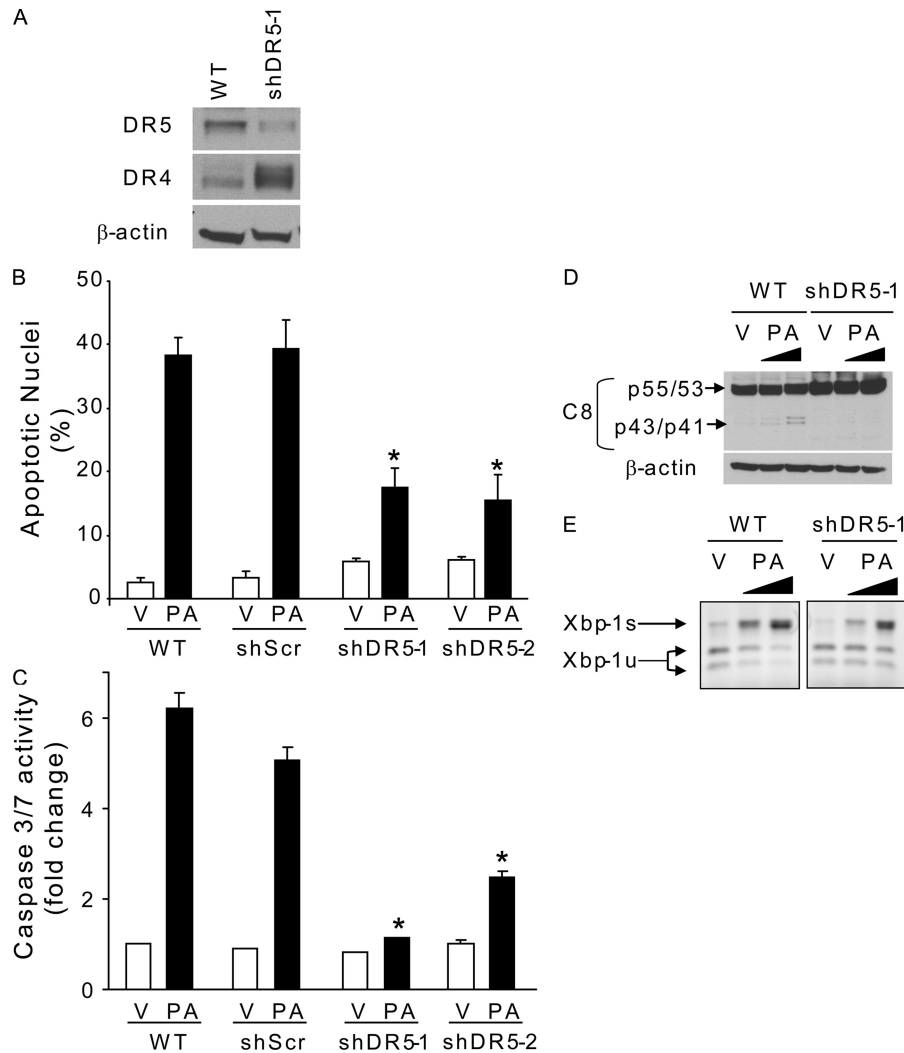 A
WT
shDR5-1
DR5
DR4
β-actin
B
Apoptotic Nuclei
(%)
50
40
30
20
10
0
* *
V PA V PA V PA V PA
WT shScr shDR5-1 shDR5-2
C
Caspase 3/7 activity
(fold change)
6
4
2
0
* *
V PA V PA V PA V PA
WT shScr shDR5-1 shDR5-2
D
WT shDR5-1
V PA V PA
C8
p55/53
p43/p41
β-actin
E
WT shDR5-1
V PA V PA
Xbp-1s
Xbp-1u